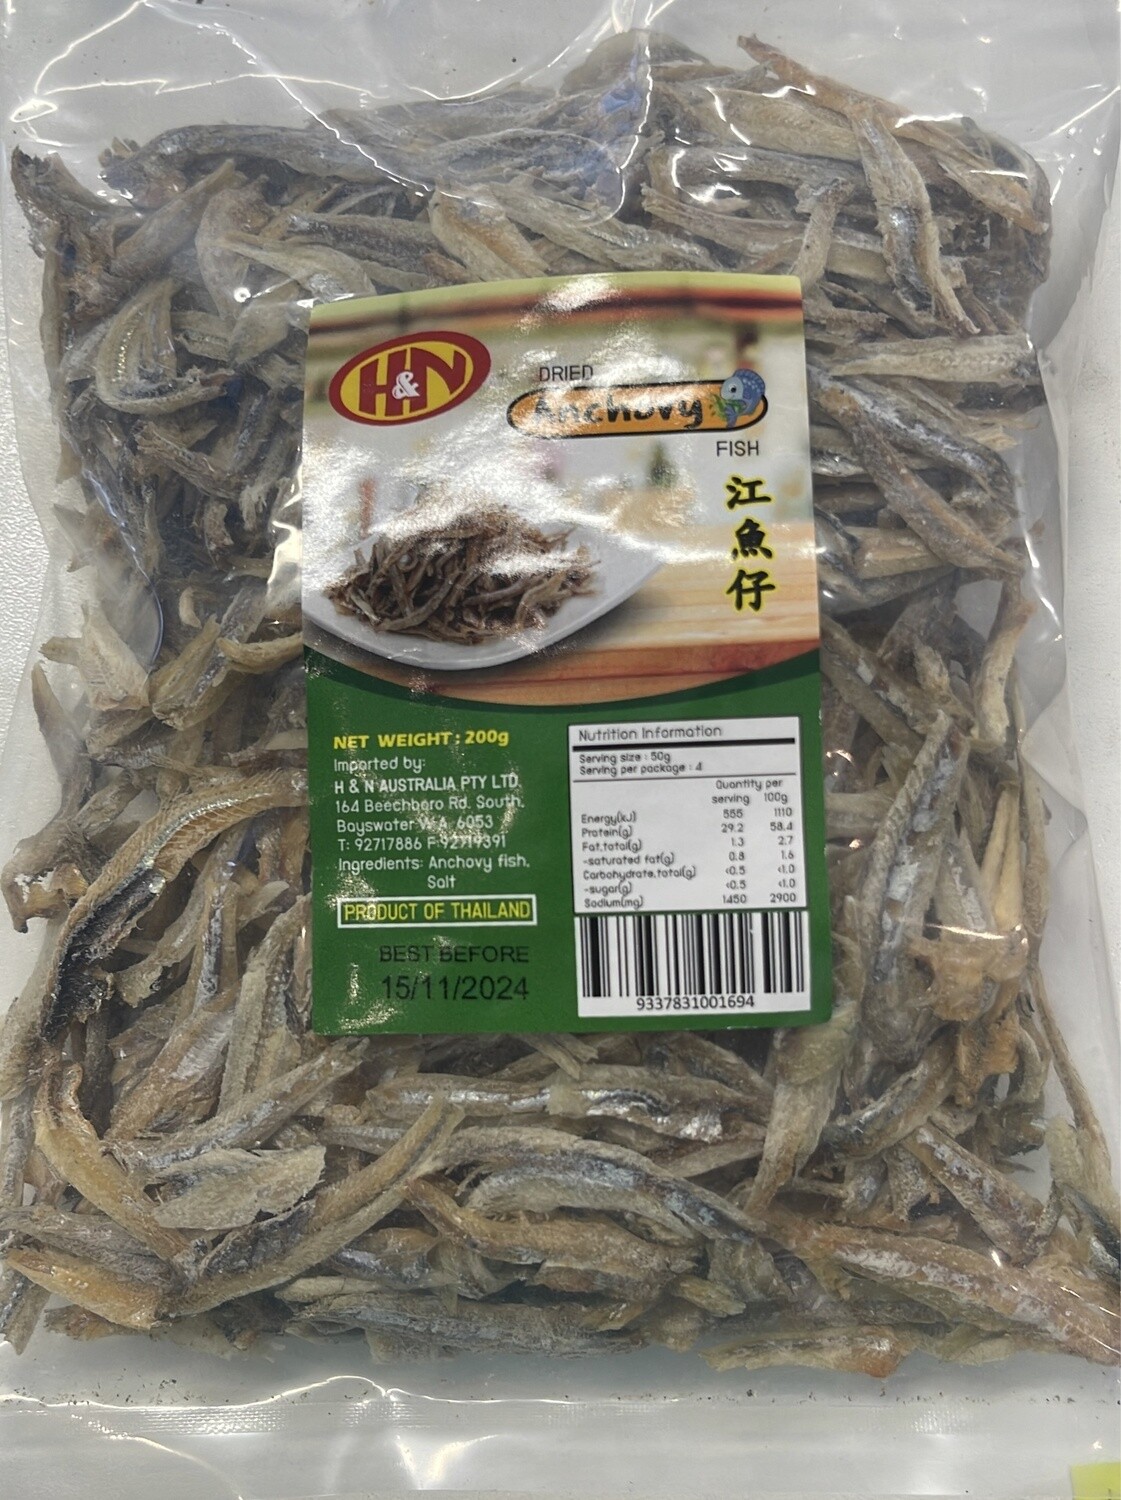 H&N
DRIED
Anchovy
FISH
江魚仔
NET WEIGHT : 200g
Imported by:
H & N AUSTRALIA PTY LTD.
164 Beechboro Rd. South.
Bayswater W.A. 6053
T: 92717886 F:92719391
Ingredients: Anchovy fish,
Salt
PRODUCT OF THAILAND
BEST BEFORE
15/11/2024
Nutrition Information
Serving size : 50g
Serving per package : 4
Quantity per
serving 100g
Energy(kJ) 555 1110
Protein(g) 29.2 58.4
Fat,total(g) 1.3 2.7
-saturated fat(g) 0.8 1.6
Carbohydrate,total(g) <0.5 <1.0
-sugar(g) <0.5 <1.0
Sodium(mg) 1450 2900
9337831001694